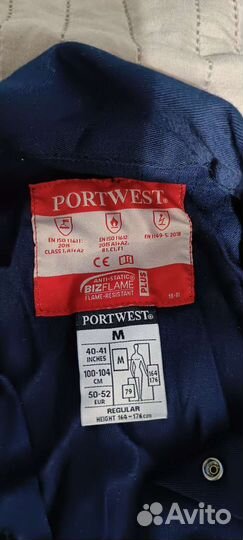 PORTWEST®
EN ISO 11611: EN ISO 11612: EN 1149-5: 2018
2015 2015 A1+A2,
CLASS 1, A1+A2 B1, C1, F1
CE
ANTI-STATIC
BIZFLAME PLUS
FLAME-RESISTANT
PORTWEST®
M
40-41
INCHES
M
164
176
100-104
CM
50-52
EUR
79
REGULAR
HEIGHT 164-176cm
Avito